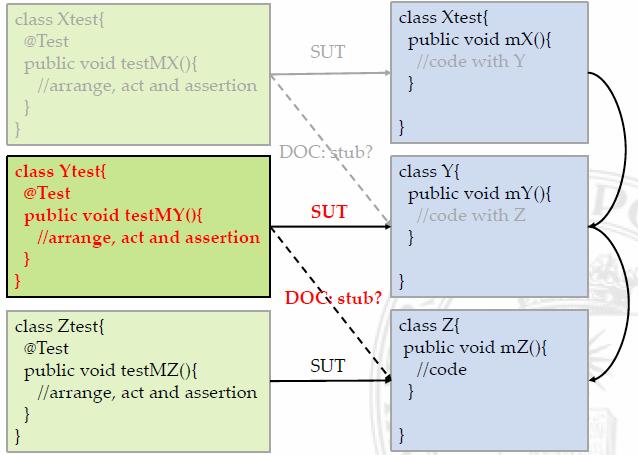 class Xtest{
@Test
public void testMX(){
//arrange, act and assertion
}
}
SUT
class Xtest{
public void mX(){
//code with Y
}
}
DOC: stub?
class Ytest{
@Test
public void testMY(){
//arrange, act and assertion
}
}
SUT
class Y{
public void mY(){
//code with Z
}
}
DOC: stub?
class Ztest{
@Test
public void testMZ(){
//arrange, act and assertion
}
}
SUT
class Z{
public void mZ(){
//code
}
}